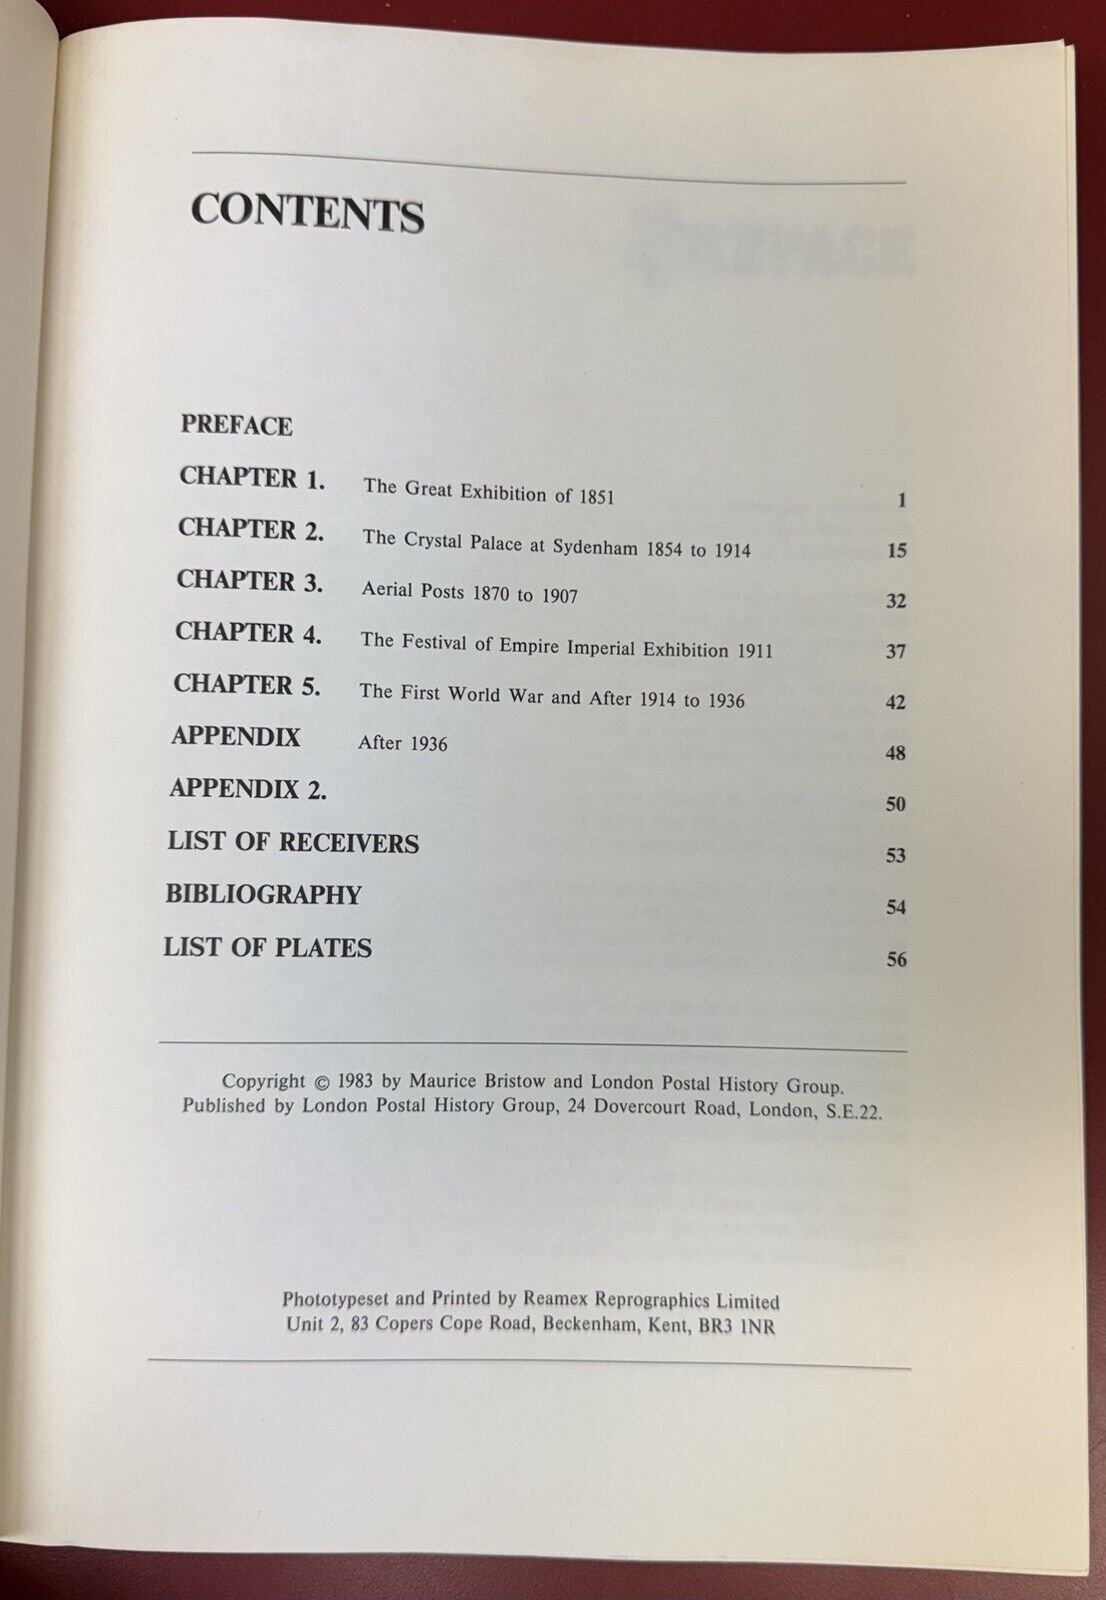 CONTENTS
PREFACE
CHAPTER 1. The Great Exhibition of 1851 1
CHAPTER 2. The Crystal Palace at Sydenham 1854 to 1914 15
CHAPTER 3. Aerial Posts 1870 to 1907 32
CHAPTER 4. The Festival of Empire Imperial Exhibition 1911 37
CHAPTER 5. The First World War and After 1914 to 1936 42
APPENDIX After 1936 48
APPENDIX 2. 50
LIST OF RECEIVERS 53
BIBLIOGRAPHY 54
LIST OF PLATES 56
Copyright © 1983 by Maurice Bristow and London Postal History Group.
Published by London Postal History Group, 24 Dovercourt Road, London, S.E.22.
Phototypeset and Printed by Reamex Reprographics Limited
Unit 2, 83 Copers Cope Road, Beckenham, Kent, BR3 1NR